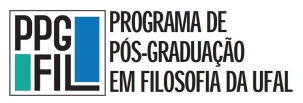 PPG
FIL
PROGRAMA DE
PÓS-GRADUAÇÃO
EM FILOSOFIA DA UFAL